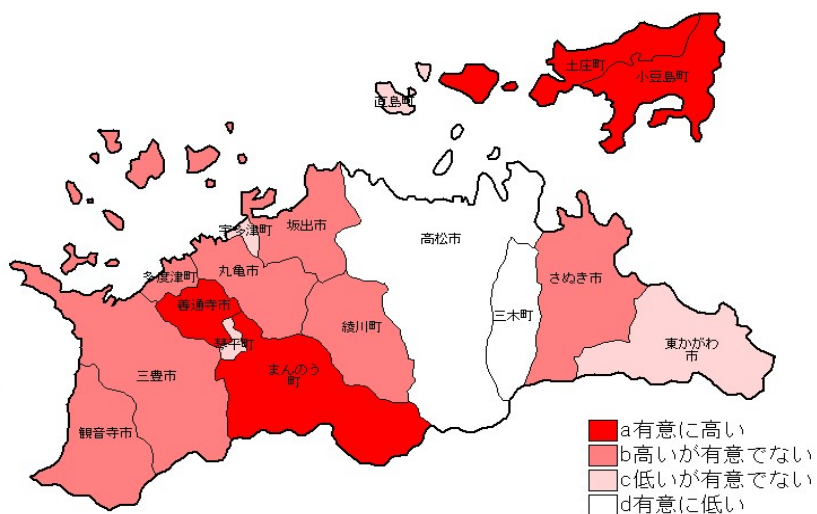 土庄町
小豆島町
直島町
宇多津町
坂出市
高松市
多度津町
丸亀市
さぬき市
善通寺市
綾川町
三木町
琴平町
東かがわ
市
三豊市
まんのう
町
観音寺市
a有意に高い
b高いが有意でない
c低いが有意でない
d有意に低い